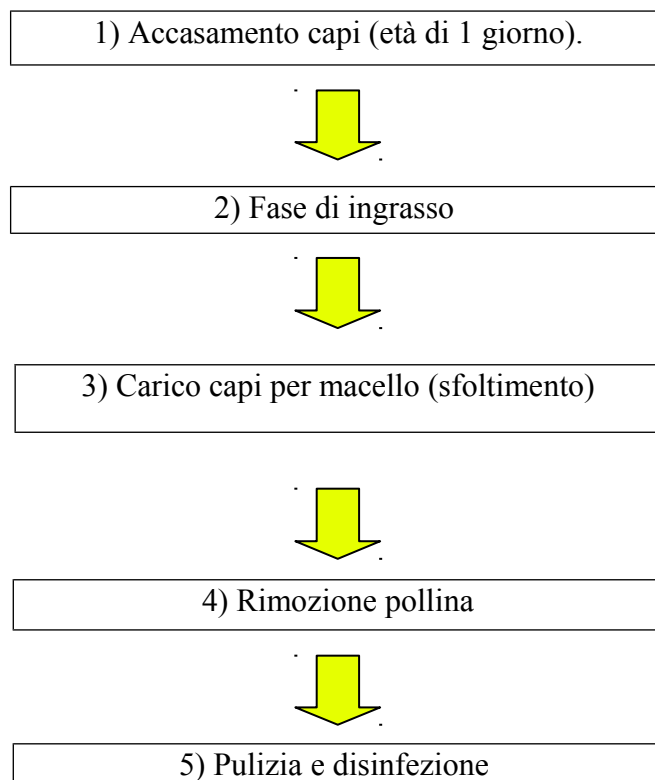 1) Accasamento capi (età di 1 giorno).
2) Fase di ingrasso
3) Carico capi per macello (sfoltimento)
4) Rimozione pollina
5) Pulizia e disinfezione